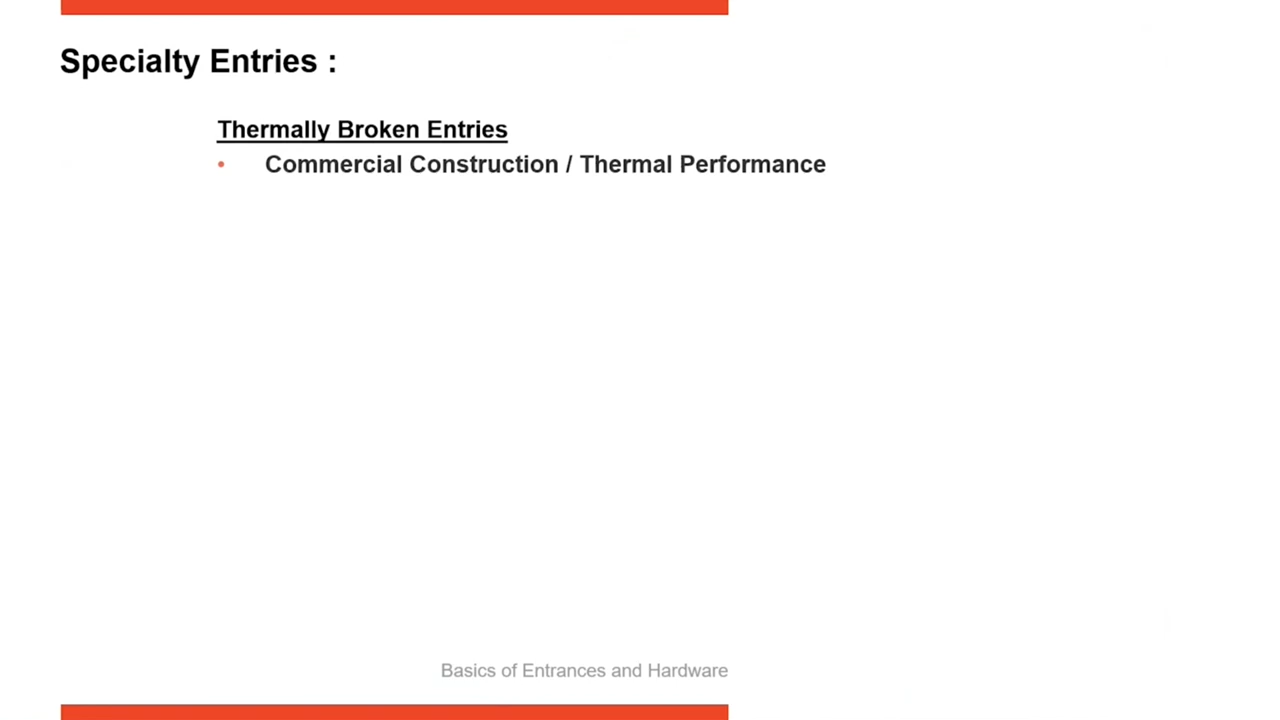 Specialty Entries :
Thermally Broken Entries
• Commercial Construction / Thermal Performance
Basics of Entrances and Hardware